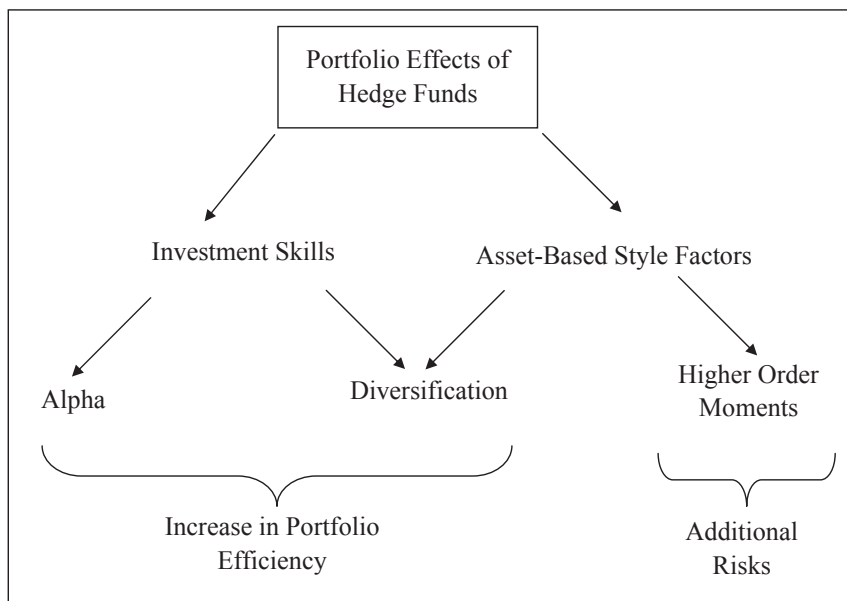 Portfolio Effects of
Hedge Funds
Investment Skills
Asset-Based Style Factors
Alpha
Diversification
Higher Order
Moments
Increase in Portfolio
Efficiency
Additional
Risks